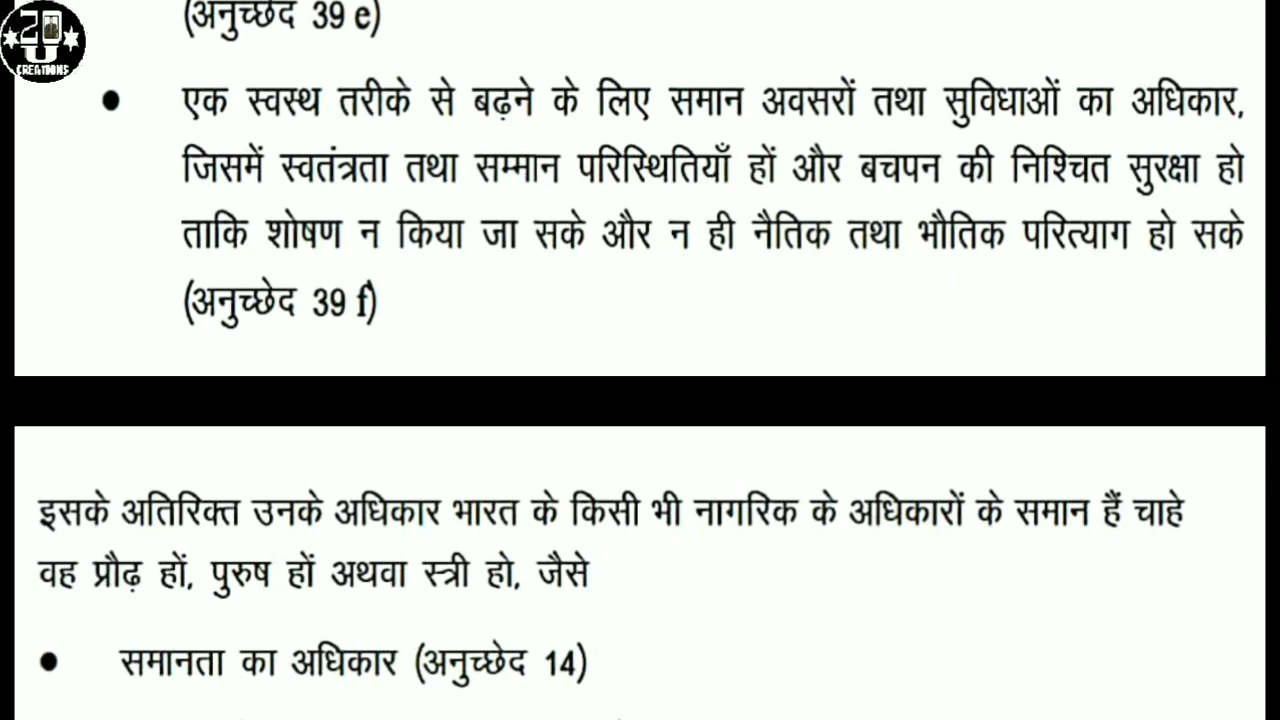 20
U
CREATIONS
(अनुच्छेद 39 e)
● एक स्वस्थ तरीके से बढ़ने के लिए समान अवसरों तथा सुविधाओं का अधिकार,
जिसमें स्वतंत्रता तथा सम्मान परिस्थितियाँ हों और बचपन की निश्चित सुरक्षा हो
ताकि शोषण न किया जा सके और न ही नैतिक तथा भौतिक परित्याग हो सके
(अनुच्छेद 39 f)
इसके अतिरिक्त उनके अधिकार भारत के किसी भी नागरिक के अधिकारों के समान हैं चाहे
वह प्रौढ़ हों, पुरुष हों अथवा स्त्री हो, जैसे
● समानता का अधिकार (अनुच्छेद 14)